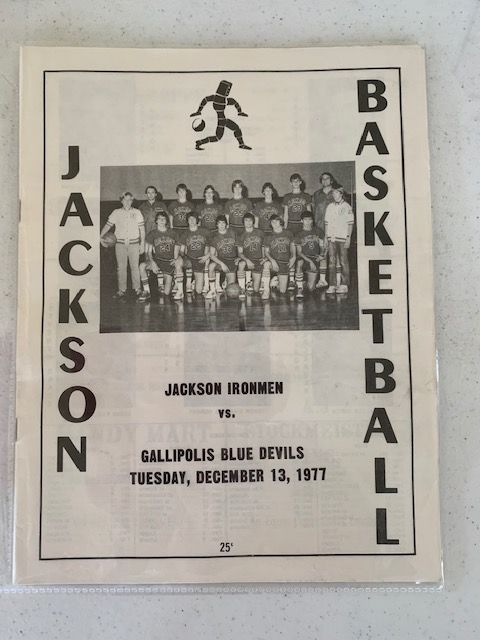 JACKSON
BASKETBALL
JACKSON IRONMEN
vs.
GALLIPOLIS BLUE DEVILS
TUESDAY, DECEMBER 13, 1977
25¢